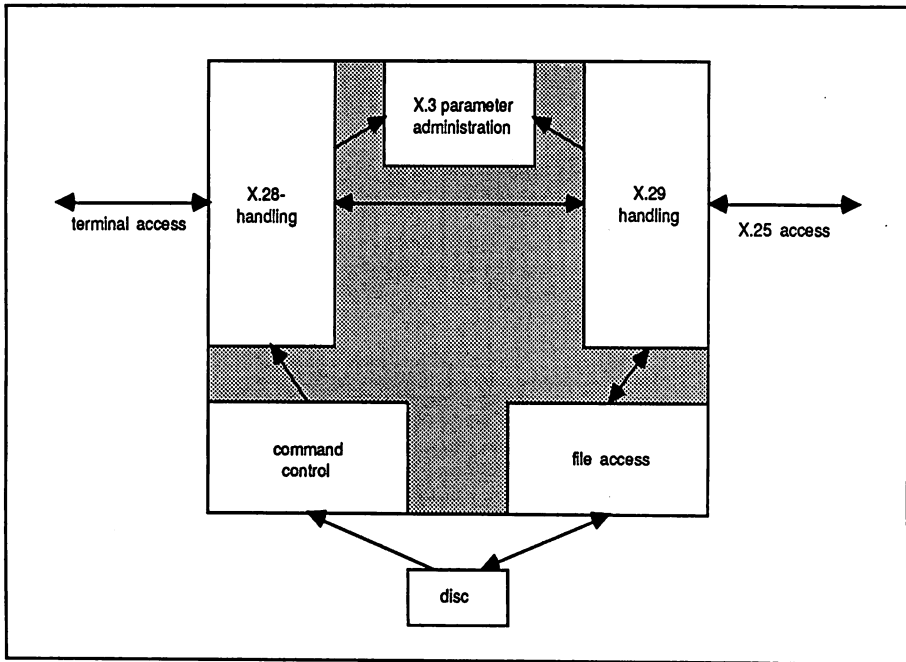 X.3 parameter
administration
X.28-
handling
X.29
handling
terminal access
X.25 access
command
control
file access
disc